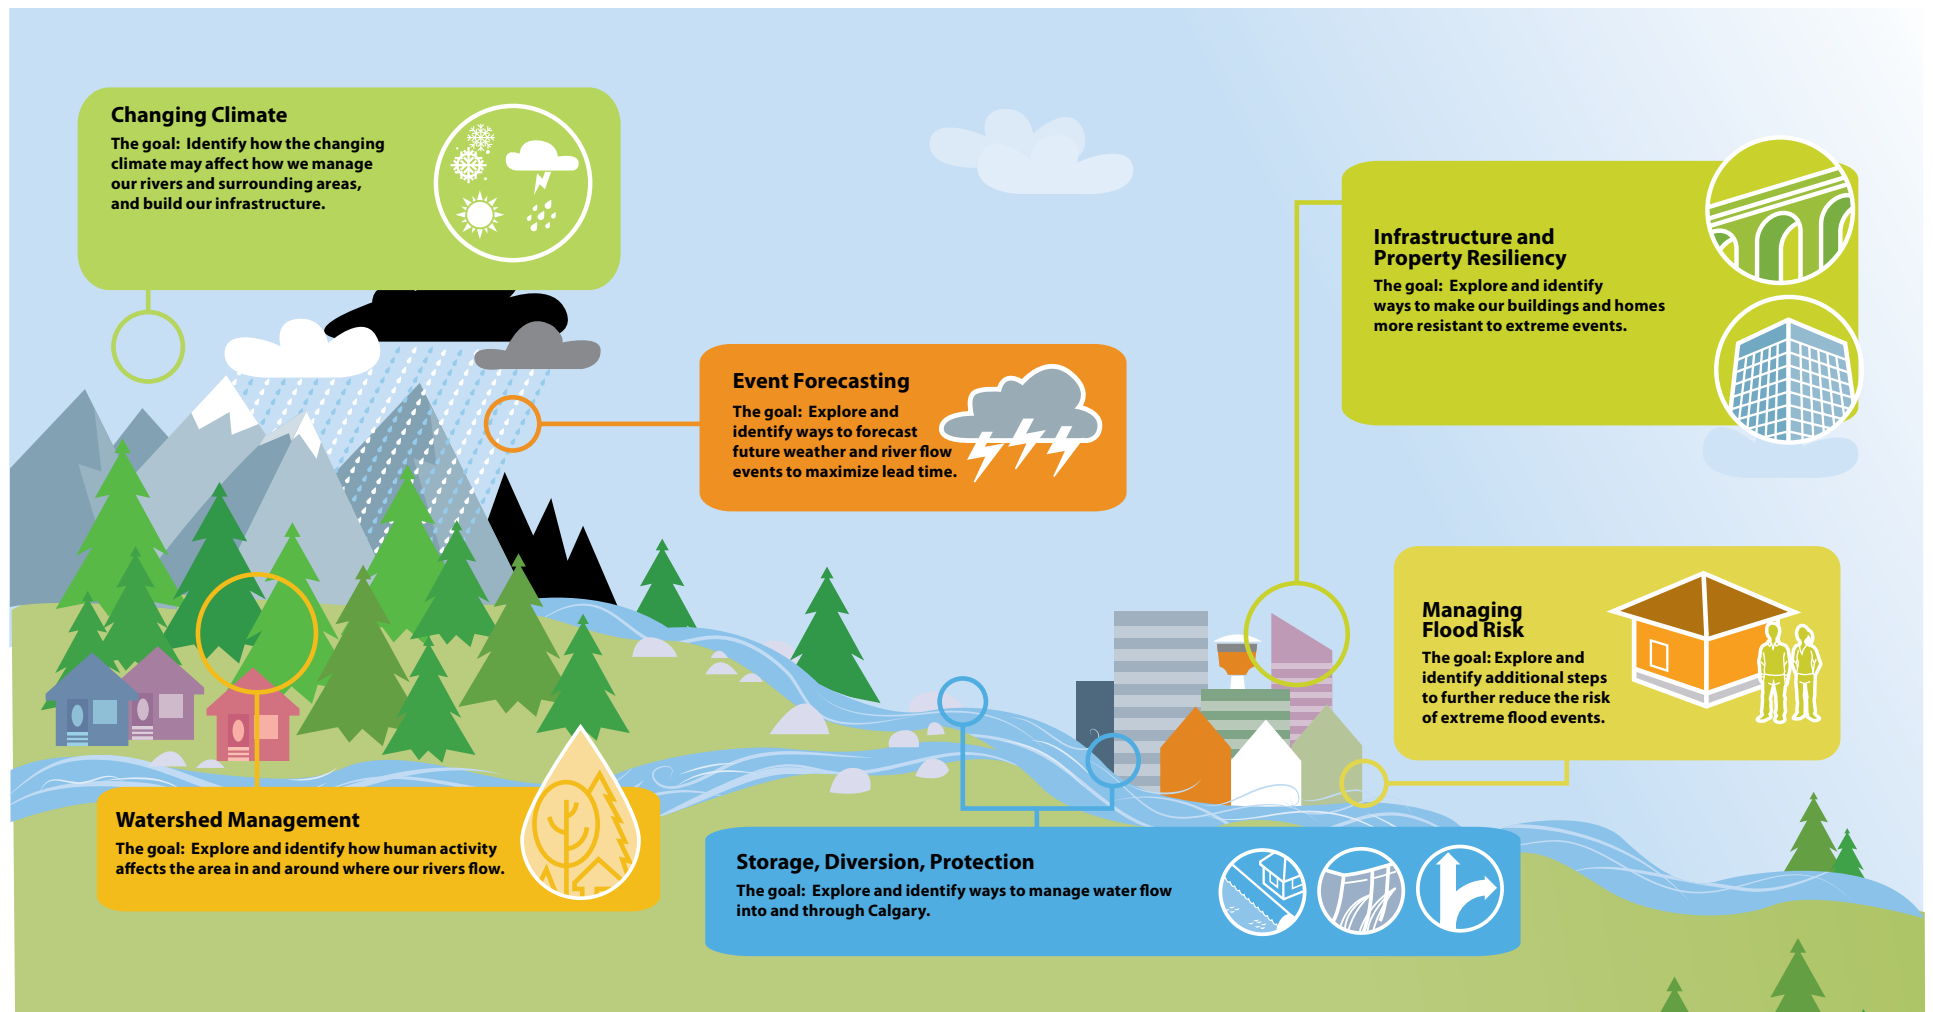 Changing Climate
The goal:  Identify how the changing
climate may affect how we manage
our rivers and surrounding areas,
and build our infrastructure.
Infrastructure and
Property Resiliency
The goal:  Explore and identify
ways to make our buildings and homes
more resistant to extreme events.
Event Forecasting
The goal:  Explore and
identify ways to forecast
future weather and river flow
events to maximize lead time.
Managing
Flood Risk
The goal: Explore and
identify additional steps
to further reduce the risk
of extreme flood events.
Watershed Management
The goal:  Explore and identify how human activity
affects the area in and around where our rivers flow.
Storage, Diversion, Protection
The goal:  Explore and identify ways to manage water flow
into and through Calgary.